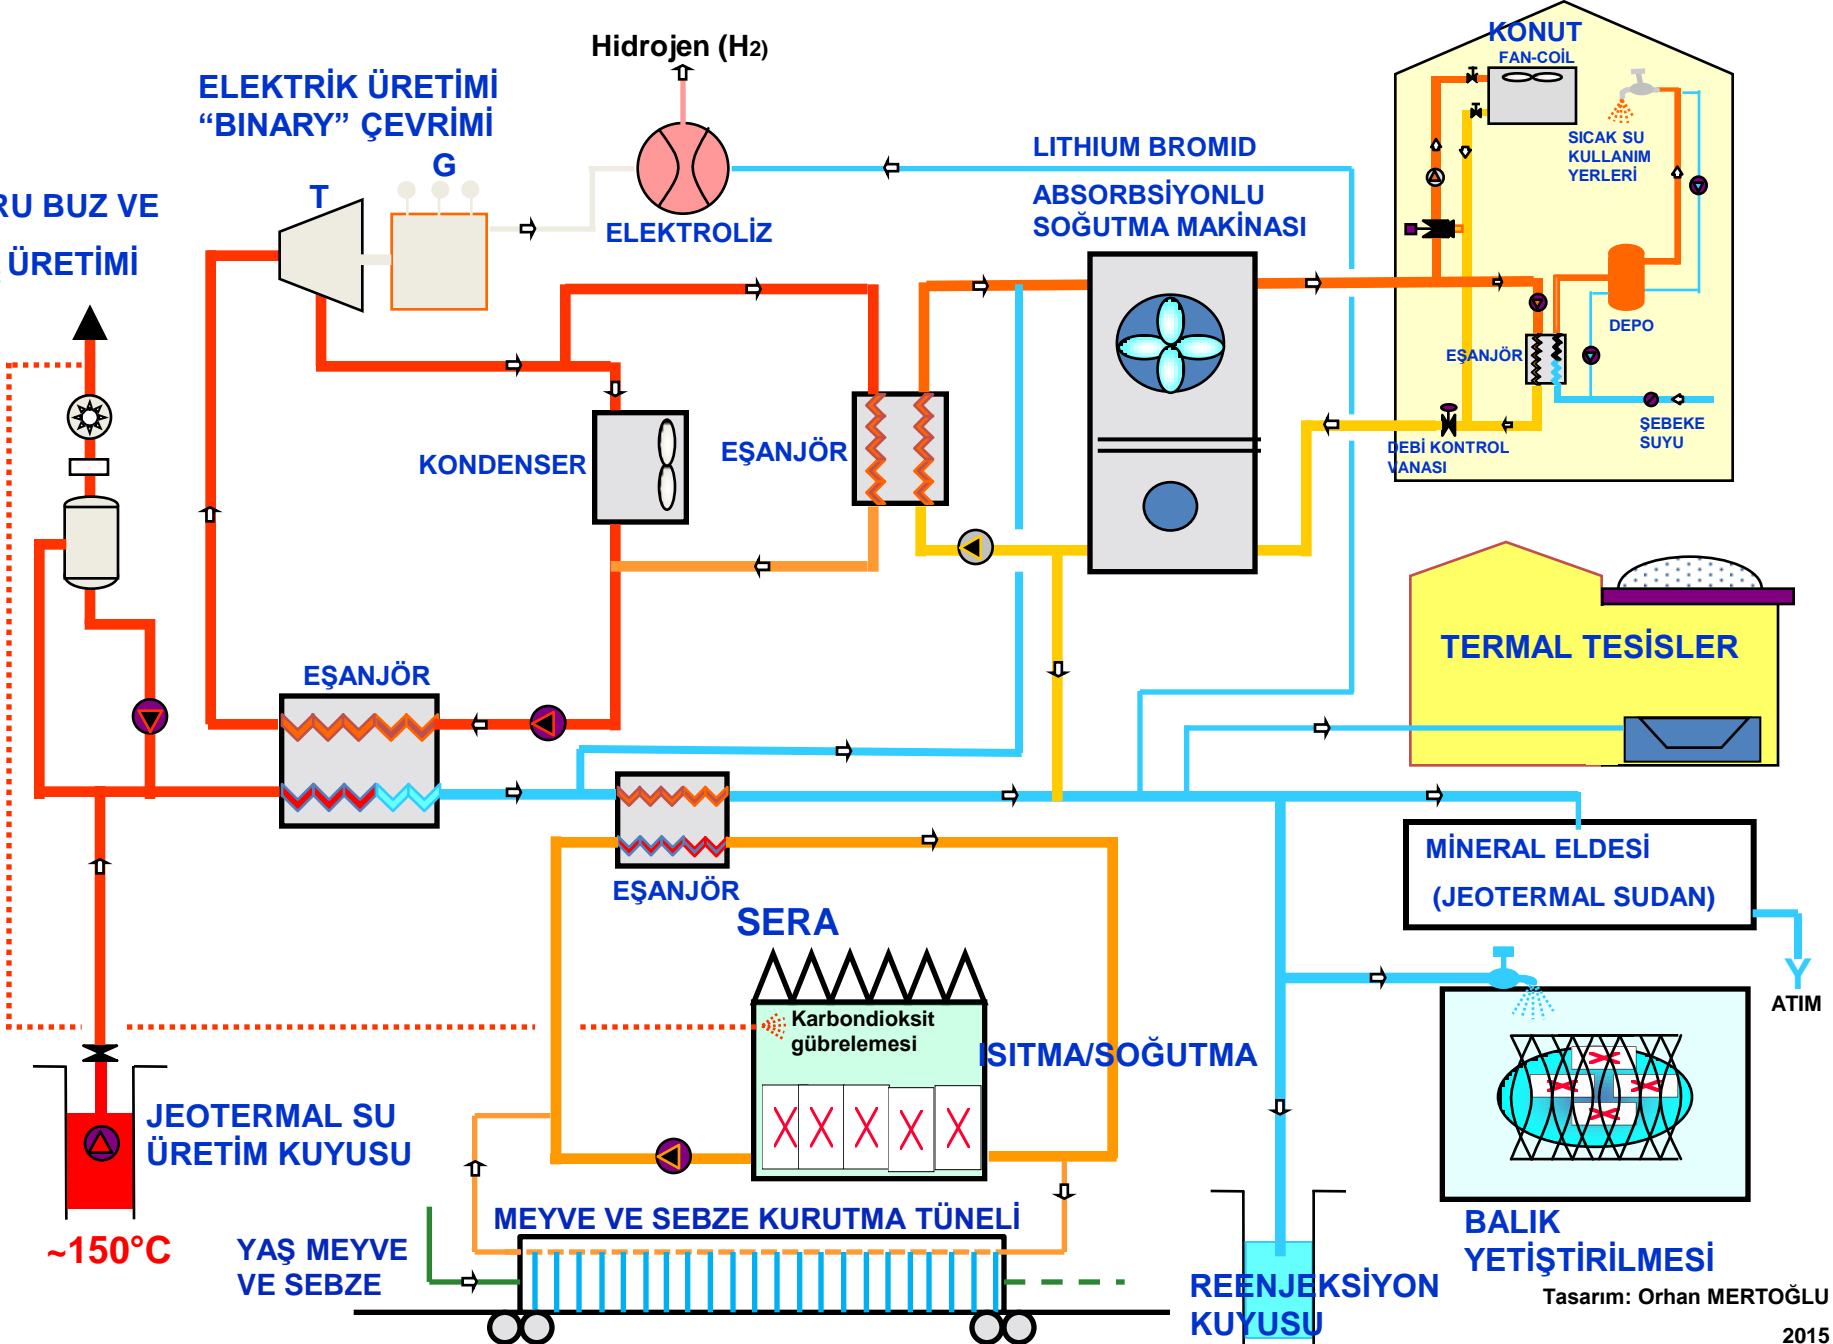 Hidrojen (H2)
ELEKTRİK ÜRETİMİ
“BINARY” ÇEVRİMİ
G
T
ELEKTROLİZ
LITHIUM BROMID
ABSORBSİYONLU
SOĞUTMA MAKİNASI
KONUT
FAN-COİL
SICAK SU
KULLANIM
YERLERİ
DEPO
EŞANJÖR
ŞEBEKE
SUYU
DEBİ KONTROL
VANASI
BUZ VE
ÜRETİMİ
KONDENSER
EŞANJÖR
EŞANJÖR
TERMAL TESİSLER
EŞANJÖR
MİNERAL ELDESİ
(JEOTERMAL SUDAN)
ATIM
SERA
Karbondioksit
gübrelemesi
ISITMA/SOĞUTMA
JEOTERMAL SU
ÜRETİM KUYUSU
~150°C
MEYVE VE SEBZE KURUTMA TÜNELİ
YAŞ MEYVE
VE SEBZE
REENJEKSİYON
KUYUSU
BALIK
YETİŞTİRİLMESİ
Tasarım: Orhan MERTOĞLU
2015